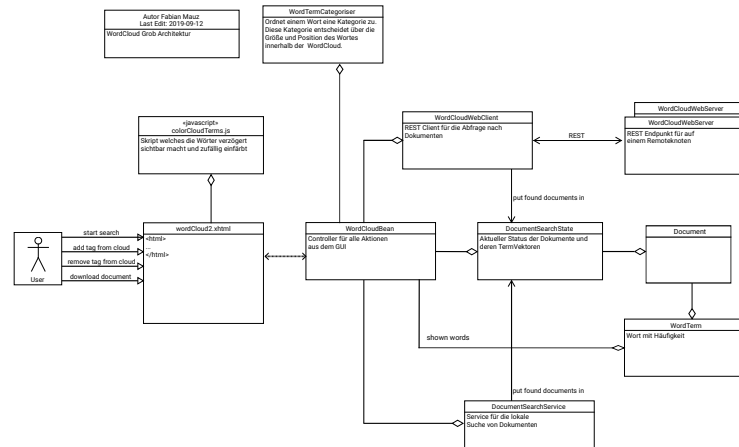 Autor Fabian Mauz
Last Edit: 2019-09-12
WordCloud Grob Architektur
WordTermCategoriser
Ordnet einem Wort eine Kategorie zu.
Diese Kategorie entscheidet über die
Größe und Position des Wortes
innerhalb der WordCloud.
«javascript»
colorCloudTerms.js
Skript welches die Wörter verzögert
sichtbar macht und zufällig einfärbt
WordCloudWebClient
REST Client für die Abfrage nach
Dokumenten
REST
WordCloudWebServer
WordCloudWebServer
REST Endpunkt für auf
einem Remoteknoten
put found documents in
User
start search
add tag from cloud
remove tag from cloud
download document
wordCloud2.xhtml
<html>
...
</html>
WordCloudBean
Controller für alle Aktionen
aus dem GUI
DocumentSearchState
Aktueller Status der Dokumente und
deren TermVektoren
Document
shown words
WordTerm
Wort mit Häufigkeit
put found documents in
DocumentSearchService
Service für die lokale
Suche von Dokumenten